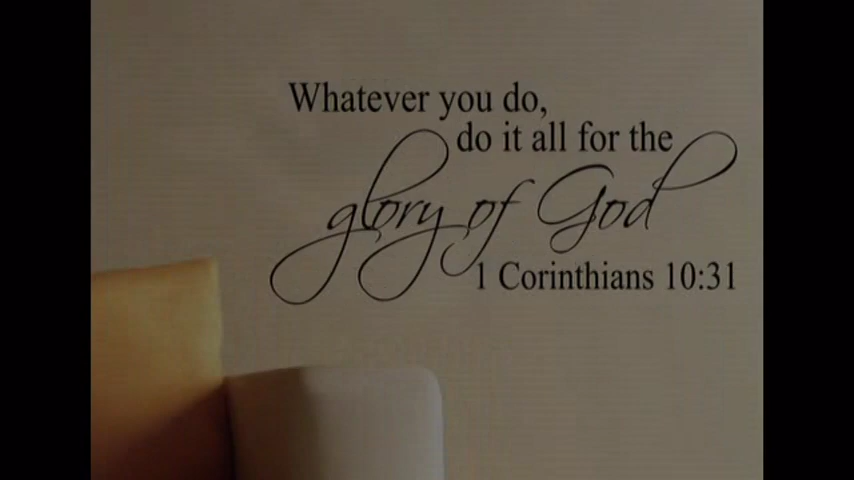 Whatever you do,
do it all for the
glory of God
1 Corinthians 10:31